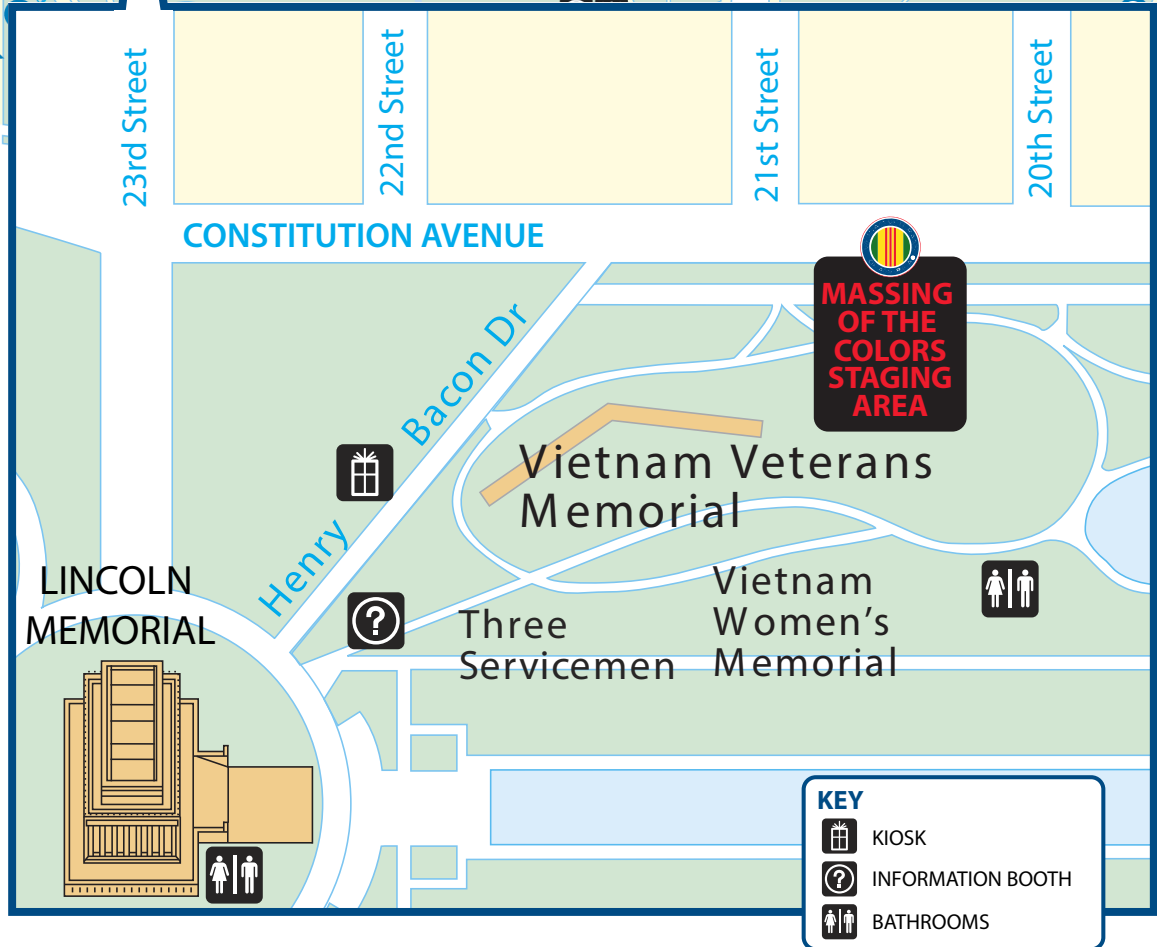 23rd Street
22nd Street
21st Street
20th Street
CONSTITUTION AVENUE
MASSING
OF THE
COLORS
STAGING
AREA
Henry Bacon Dr
Vietnam Veterans
Memorial
LINCOLN
MEMORIAL
?
Three
Servicemen
Vietnam
Women's
Memorial
KEY
KIOSK
? INFORMATION BOOTH
BATHROOMS